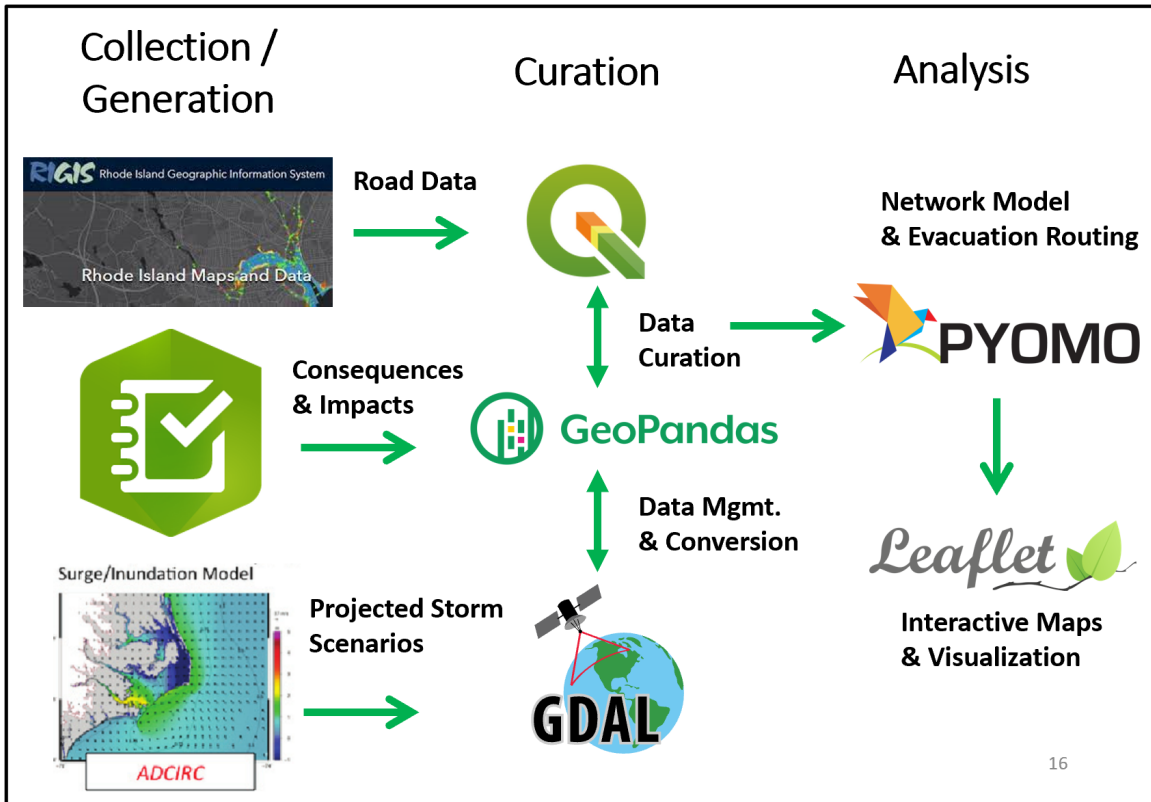 Collection /
Generation
Curation
Analysis
RIGIS Rhode Island Geographic Information System
Rhode Island Maps and Data
Road Data
Network Model
& Evacuation Routing
Data
Curation
PYOMO
Consequences
& Impacts
GeoPandas
Data Mgmt.
& Conversion
Leaflet
Interactive Maps
& Visualization
Surge/Inundation Model
ADCIRC
Projected Storm
Scenarios
GDAL
16